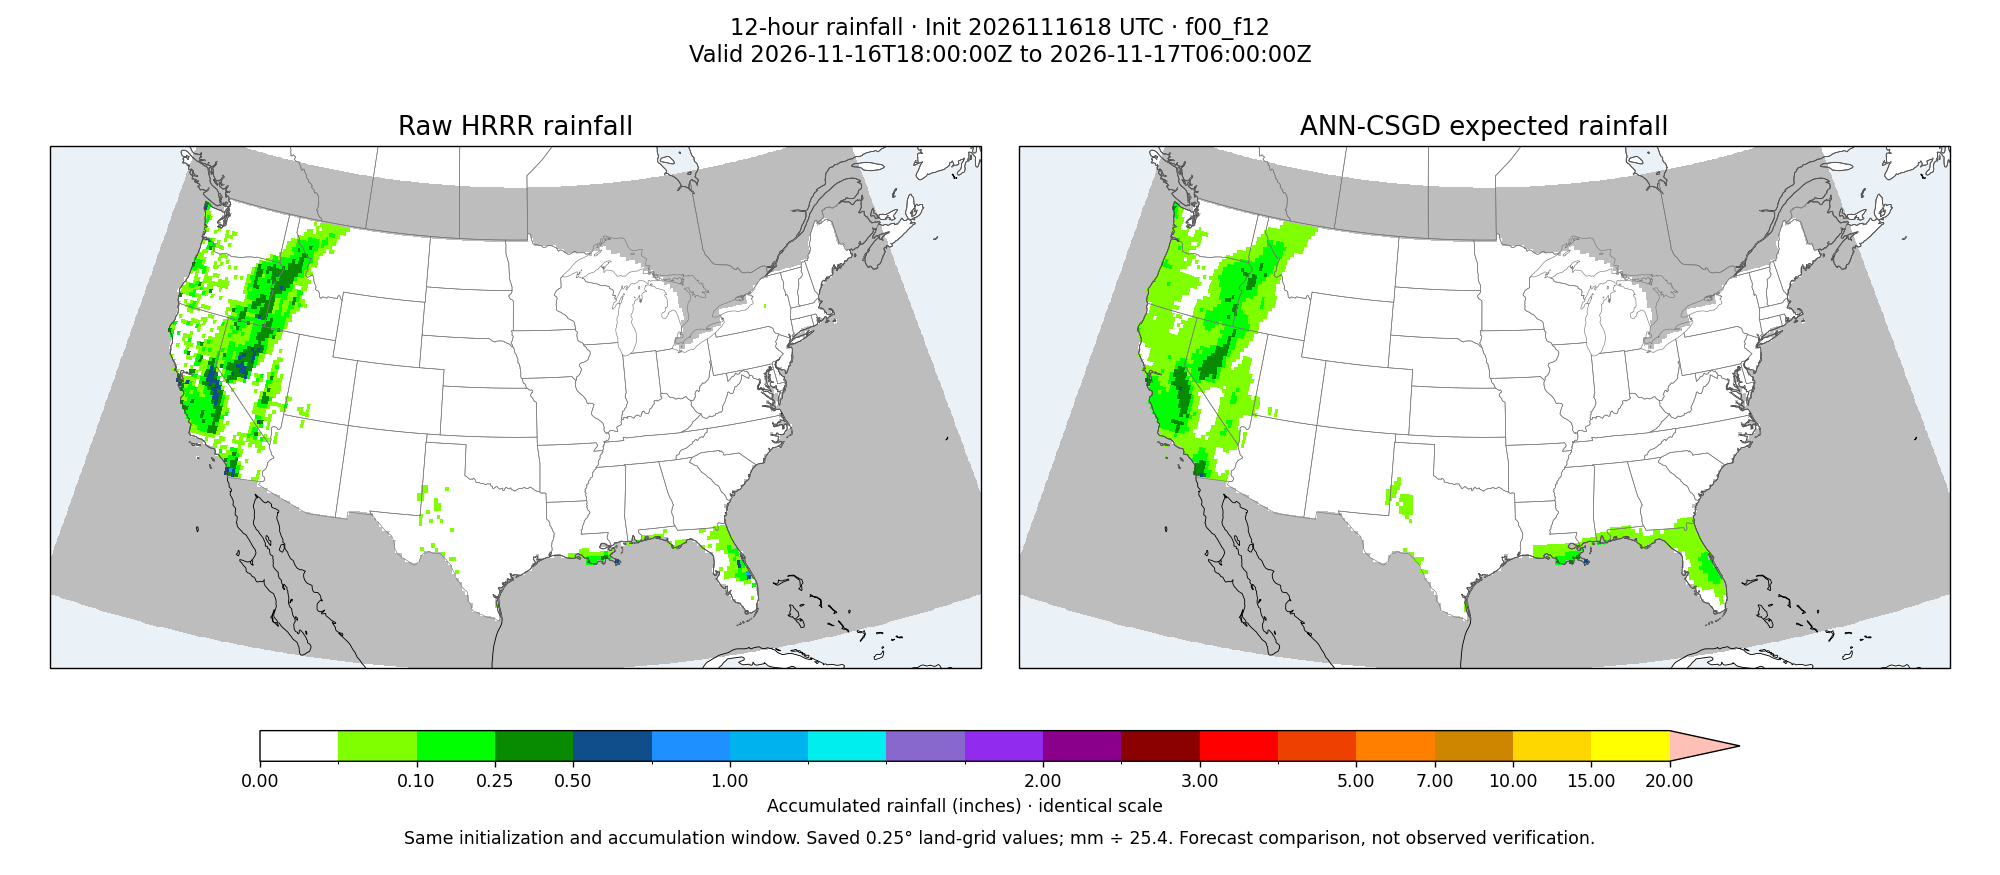 12-hour rainfall · Init 2026111618 UTC · f00_f12
Valid 2026-11-16T18:00:00Z to 2026-11-17T06:00:00Z
Raw HRRR rainfall
ANN-CSGD expected rainfall
0.00 0.10 0.25 0.50 1.00 2.00 3.00 5.00 7.00 10.00 15.00 20.00
Accumulated rainfall (inches) · identical scale
Same initialization and accumulation window. Saved 0.25° land-grid values; mm ÷ 25.4. Forecast comparison, not observed verification.